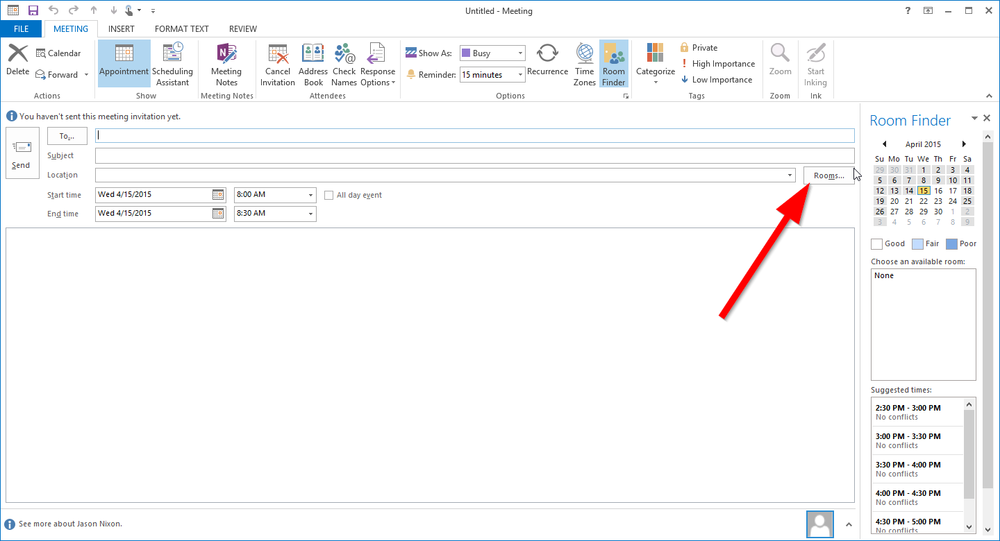 Untitled - Meeting
?
FILE MEETING INSERT FORMAT TEXT REVIEW
Delete
Calendar
Forward
Actions
Appointment
Scheduling
Assistant
Show
Meeting
Notes
Meeting Notes
Cancel
Invitation
Address
Book
Check
Names
Response
Options
Attendees
Show As: Busy
Reminder: 15 minutes
Recurrence
Time
Zones
Room
Finder
Options
Categorize
Private
High Importance
Low Importance
Tags
Zoom
Zoom
Start
Inking
Ink
You haven't sent this meeting invitation yet.
Send
To...
Subject
Location
Rooms...
Start time Wed 4/15/2015 8:00 AM All day event
End time Wed 4/15/2015 8:30 AM
Room Finder
April 2015
Su Mo Tu We Th Fr Sa
29 30 31 1 2 3 4
5 6 7 8 9 10 11
12 13 14 15 16 17 18
19 20 21 22 23 24 25
26 27 28 29 30 1 2
3 4 5 6 7 8 9
Good Fair Poor
Choose an available room:
None
Suggested times:
2:30 PM - 3:00 PM
No conflicts
3:00 PM - 3:30 PM
No conflicts
3:30 PM - 4:00 PM
No conflicts
4:00 PM - 4:30 PM
No conflicts
4:30 PM - 5:00 PM
No conflicts
See more about Jason Nixon.